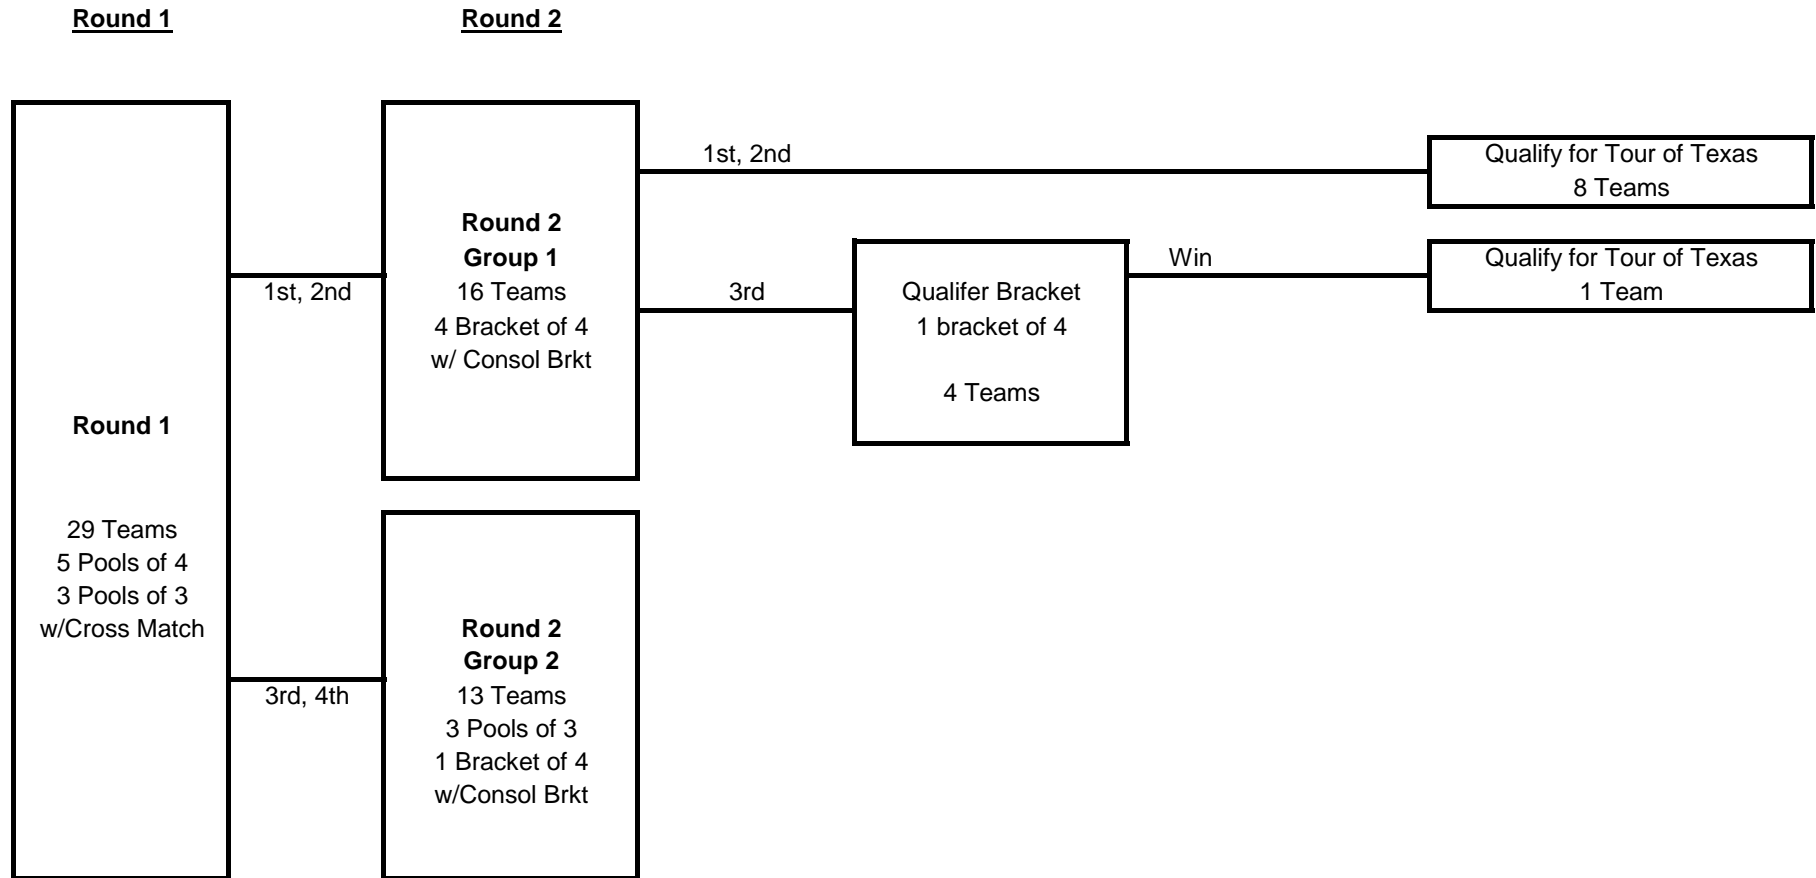 Round 1
Round 2
1st, 2nd
Qualify for Tour of Texas
8 Teams
Round 2
Group 1
16 Teams
4 Bracket of 4
w/ Consol Brkt
1st, 2nd
3rd
Qualifer Bracket
1 bracket of 4
4 Teams
Win
Qualify for Tour of Texas
1 Team
Round 1
29 Teams
5 Pools of 4
3 Pools of 3
w/Cross Match
3rd, 4th
Round 2
Group 2
13 Teams
3 Pools of 3
1 Bracket of 4
w/Consol Brkt